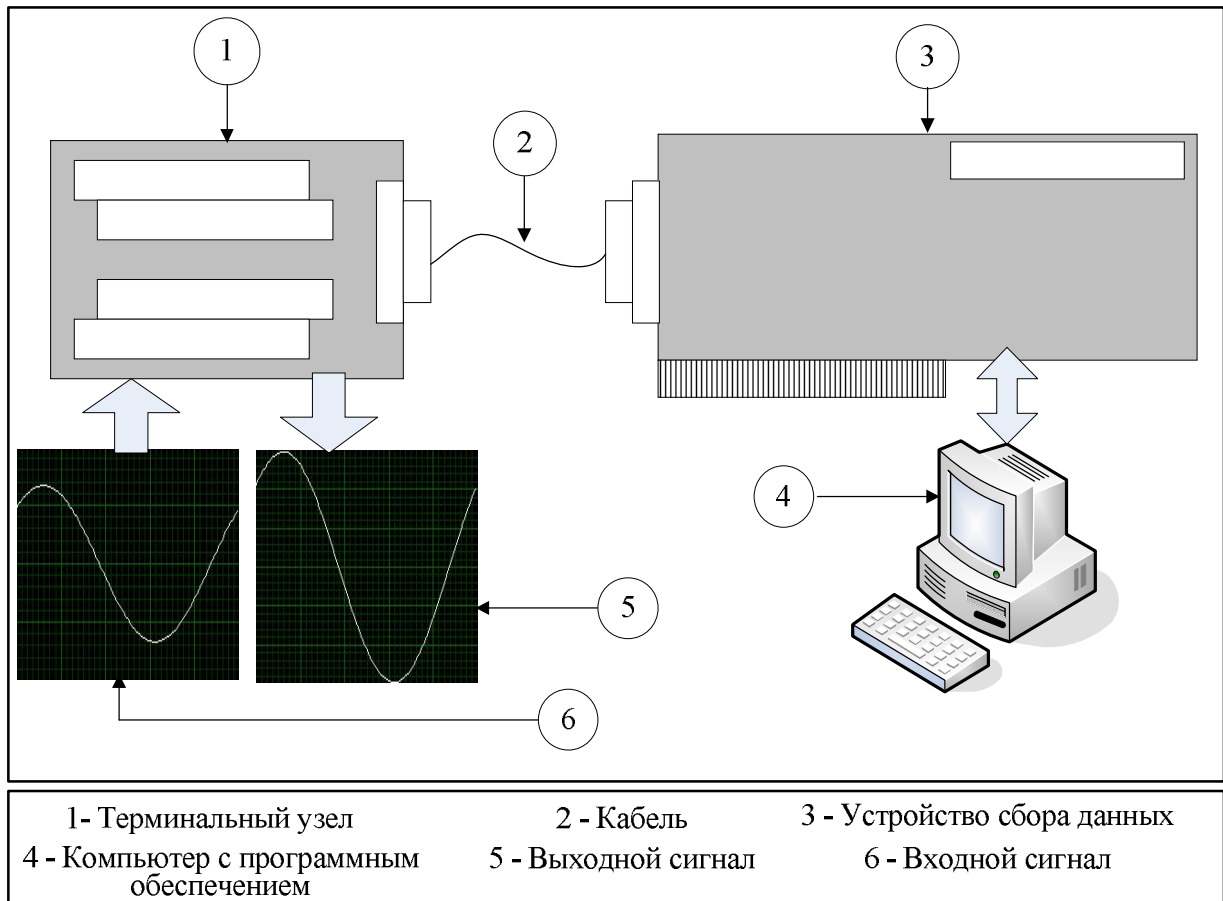 1
3
2
4
5
6
1- Терминальный узел
2 - Кабель
3 - Устройство сбора данных
4 - Компьютер с программным
обеспечением
5 - Выходной сигнал
6 - Входной сигнал